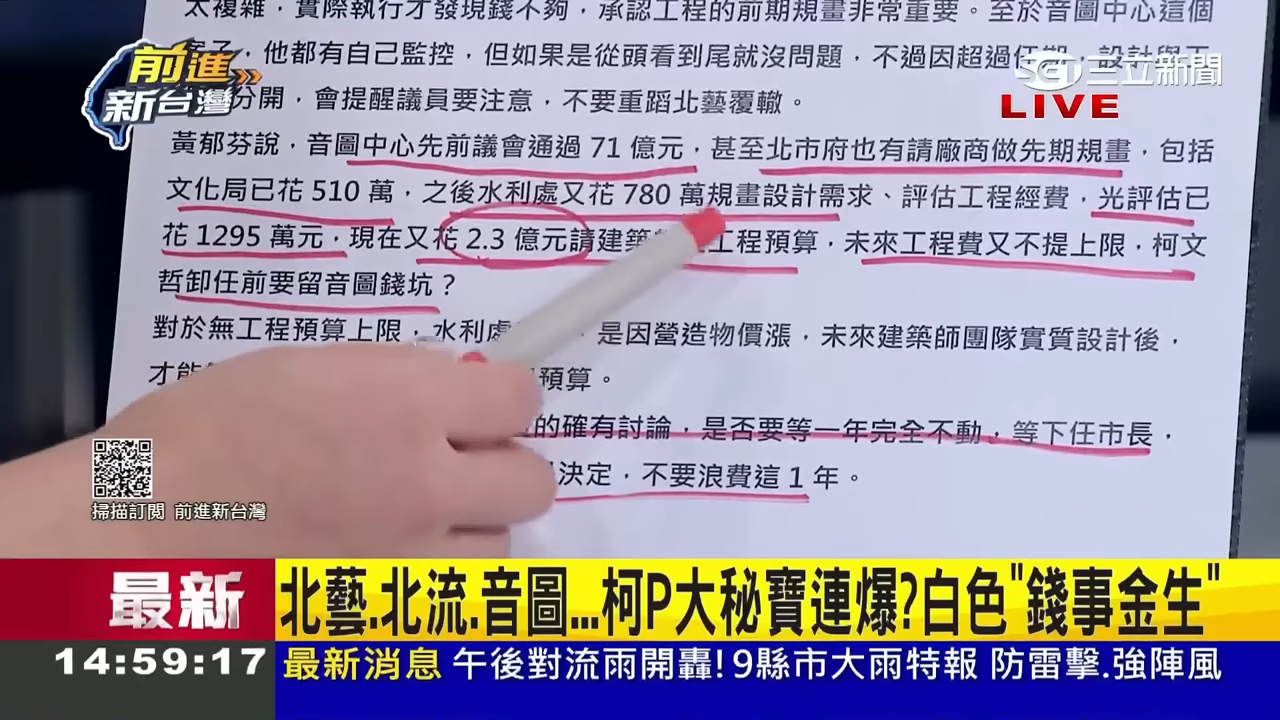 太複雜，實際執行才發現錢不夠，承認工程的前期規畫非常重要。至於音圖中心這個
他都有自己監控，但如果是從頭看到尾就沒問題，不過因超過任期，設計與
分開，會提醒議員要注意，不要重蹈北藝覆轍。
前進
新台灣
SET三立新聞
LIVE
黃郁芬說，音圖中心先前議會通過 71 億元，甚至北市府也有請廠商做先期規畫，包括
文化局已花 510 萬，之後水利處又花 780 萬規畫設計需求、評估工程經費，光評估已
花 1295 萬元，現在又花 2.3 億元請建築 工程預算，未來工程費又不提上限，柯文
哲卸任前要留音圖錢坑？
對於無工程預算上限，水利處 ，是因營造物價漲，未來建築師團隊實質設計後，
才能 預算。
的確有討論，是否要等一年完全不動，等下任市長，
決定，不要浪費這 1 年。
掃描訂閱 前進新台灣
最新
北藝.北流.音圖...柯P大秘寶連爆?白色"錢事金生"
14:59:17
最新消息 午後對流雨開轟!9縣市大雨特報 防雷擊.強陣風